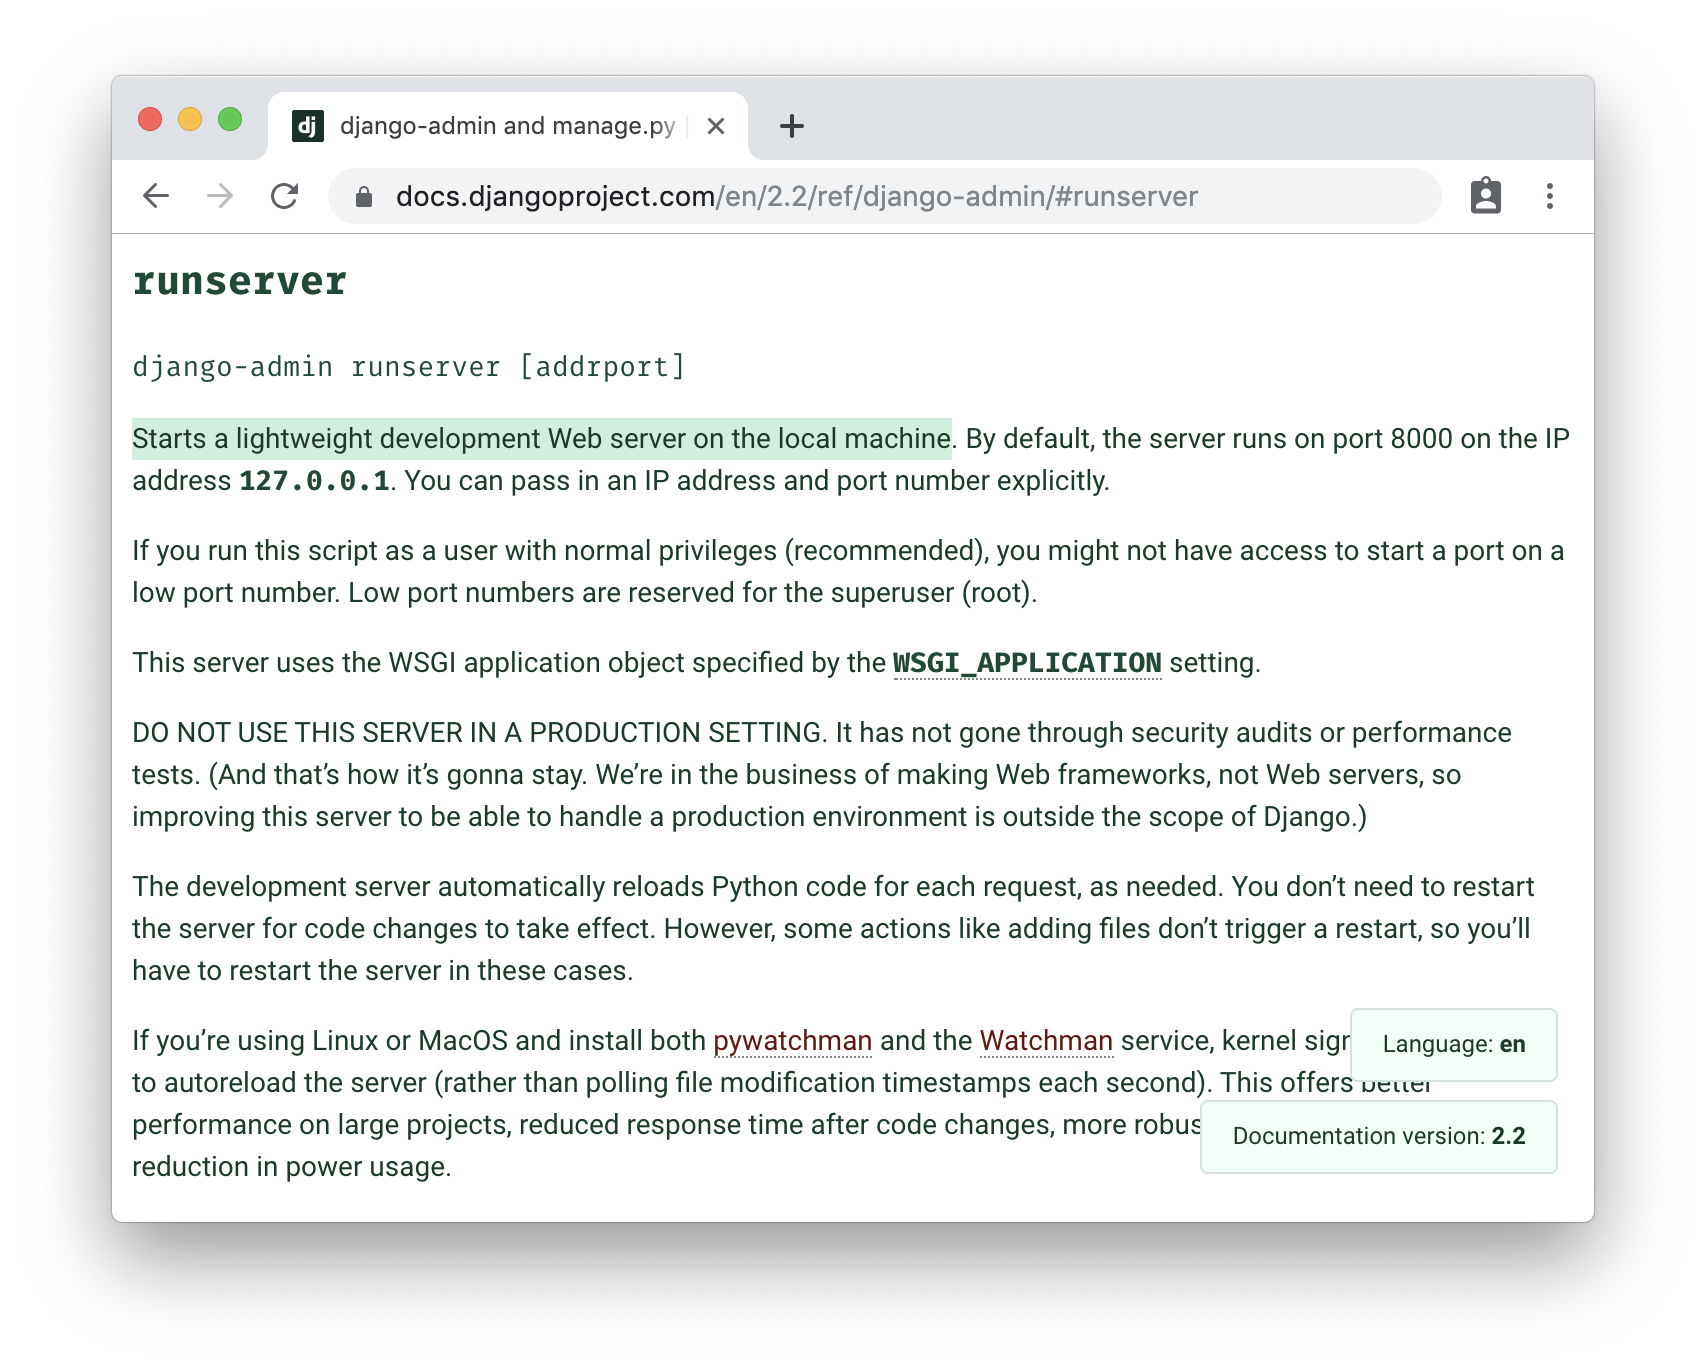 dj django-admin and manage.py
docs.djangoproject.com/en/2.2/ref/django-admin/#runserver
runserver
django-admin runserver [addrport]
Starts a lightweight development Web server on the local machine. By default, the server runs on port 8000 on the IP
address 127.0.0.1. You can pass in an IP address and port number explicitly.
If you run this script as a user with normal privileges (recommended), you might not have access to start a port on a
low port number. Low port numbers are reserved for the superuser (root).
This server uses the WSGI application object specified by the WSGI_APPLICATION setting.
DO NOT USE THIS SERVER IN A PRODUCTION SETTING. It has not gone through security audits or performance
tests. (And that’s how it’s gonna stay. We’re in the business of making Web frameworks, not Web servers, so
improving this server to be able to handle a production environment is outside the scope of Django.)
The development server automatically reloads Python code for each request, as needed. You don’t need to restart
the server for code changes to take effect. However, some actions like adding files don’t trigger a restart, so you’ll
have to restart the server in these cases.
If you’re using Linux or MacOS and install both pywatchman and the Watchman service, kernel
Language: en
to autoreload the server (rather than polling file modification timestamps each second). This offers better
performance on large projects, reduced response time after code changes, more
Documentation version: 2.2
reduction in power usage.